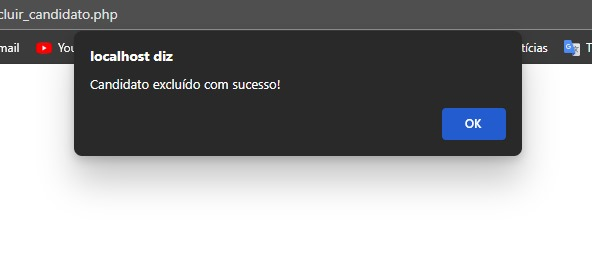 cluir_candidato.php
mail You tícias T
localhost diz
Candidato excluído com sucesso!
OK